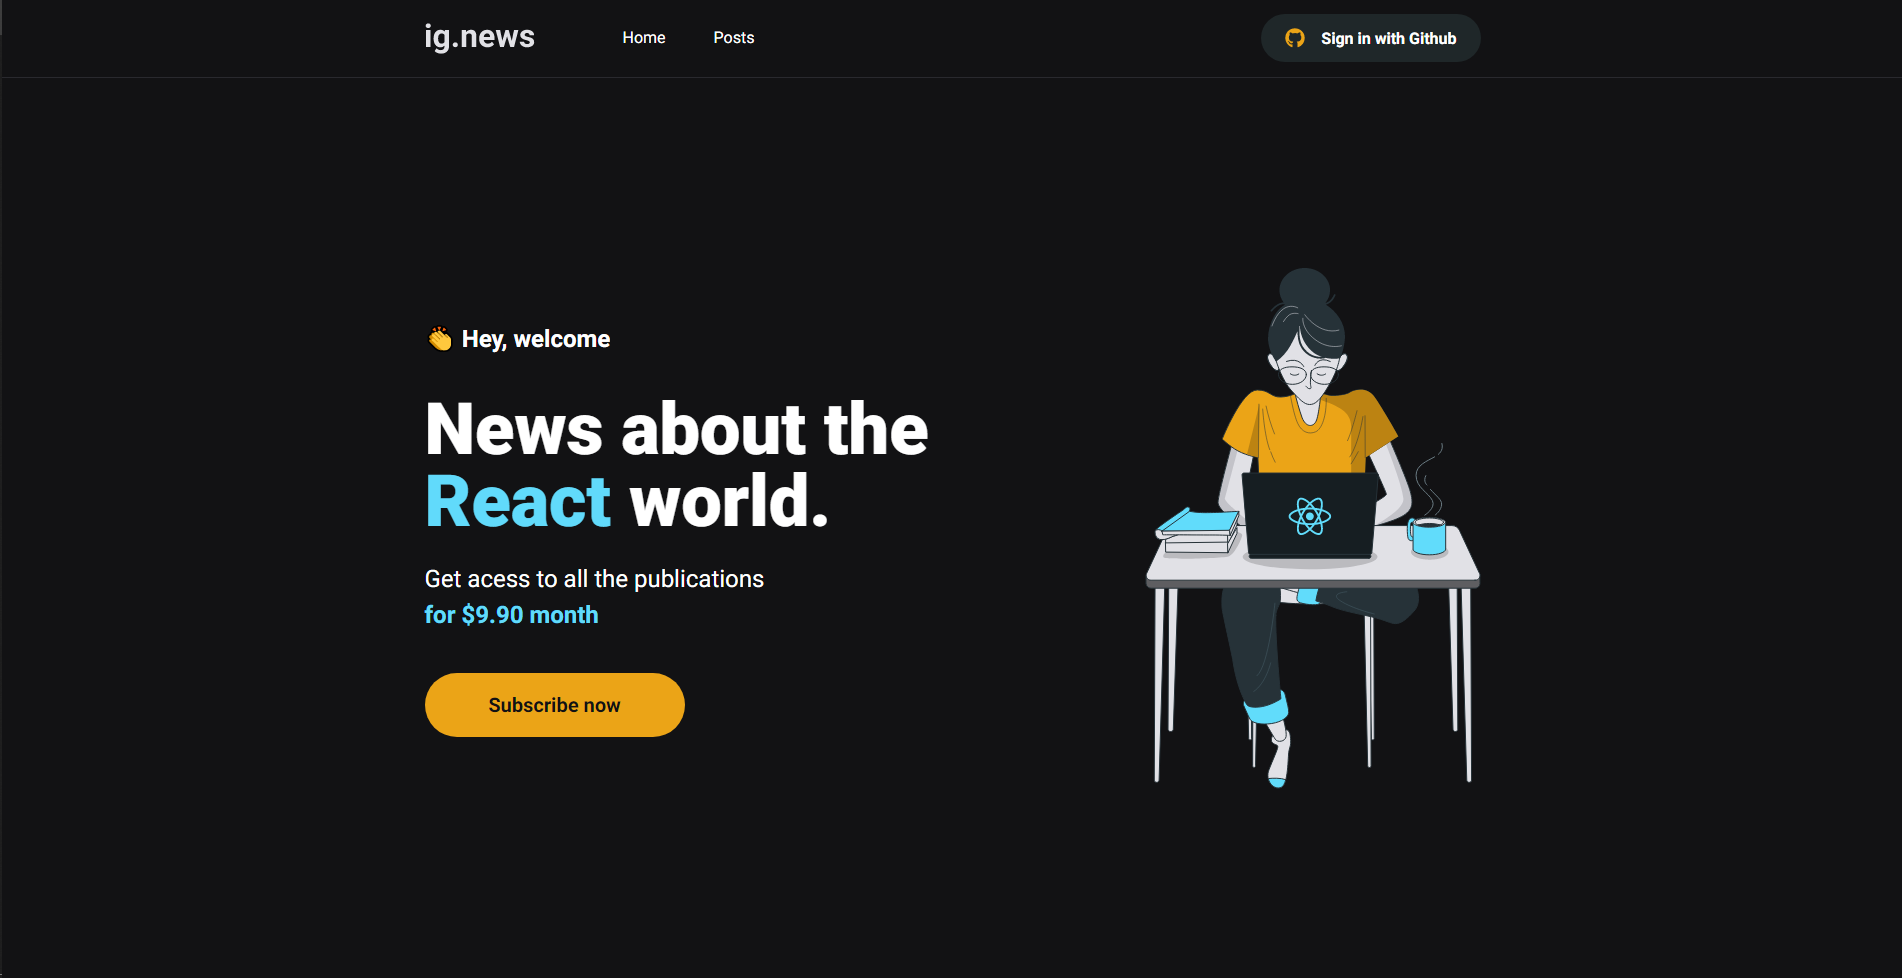 ig.news
Home
Posts
Sign in with Github
👏 Hey, welcome
News about the
React world.
Get acess to all the publications
for $9.90 month
Subscribe now